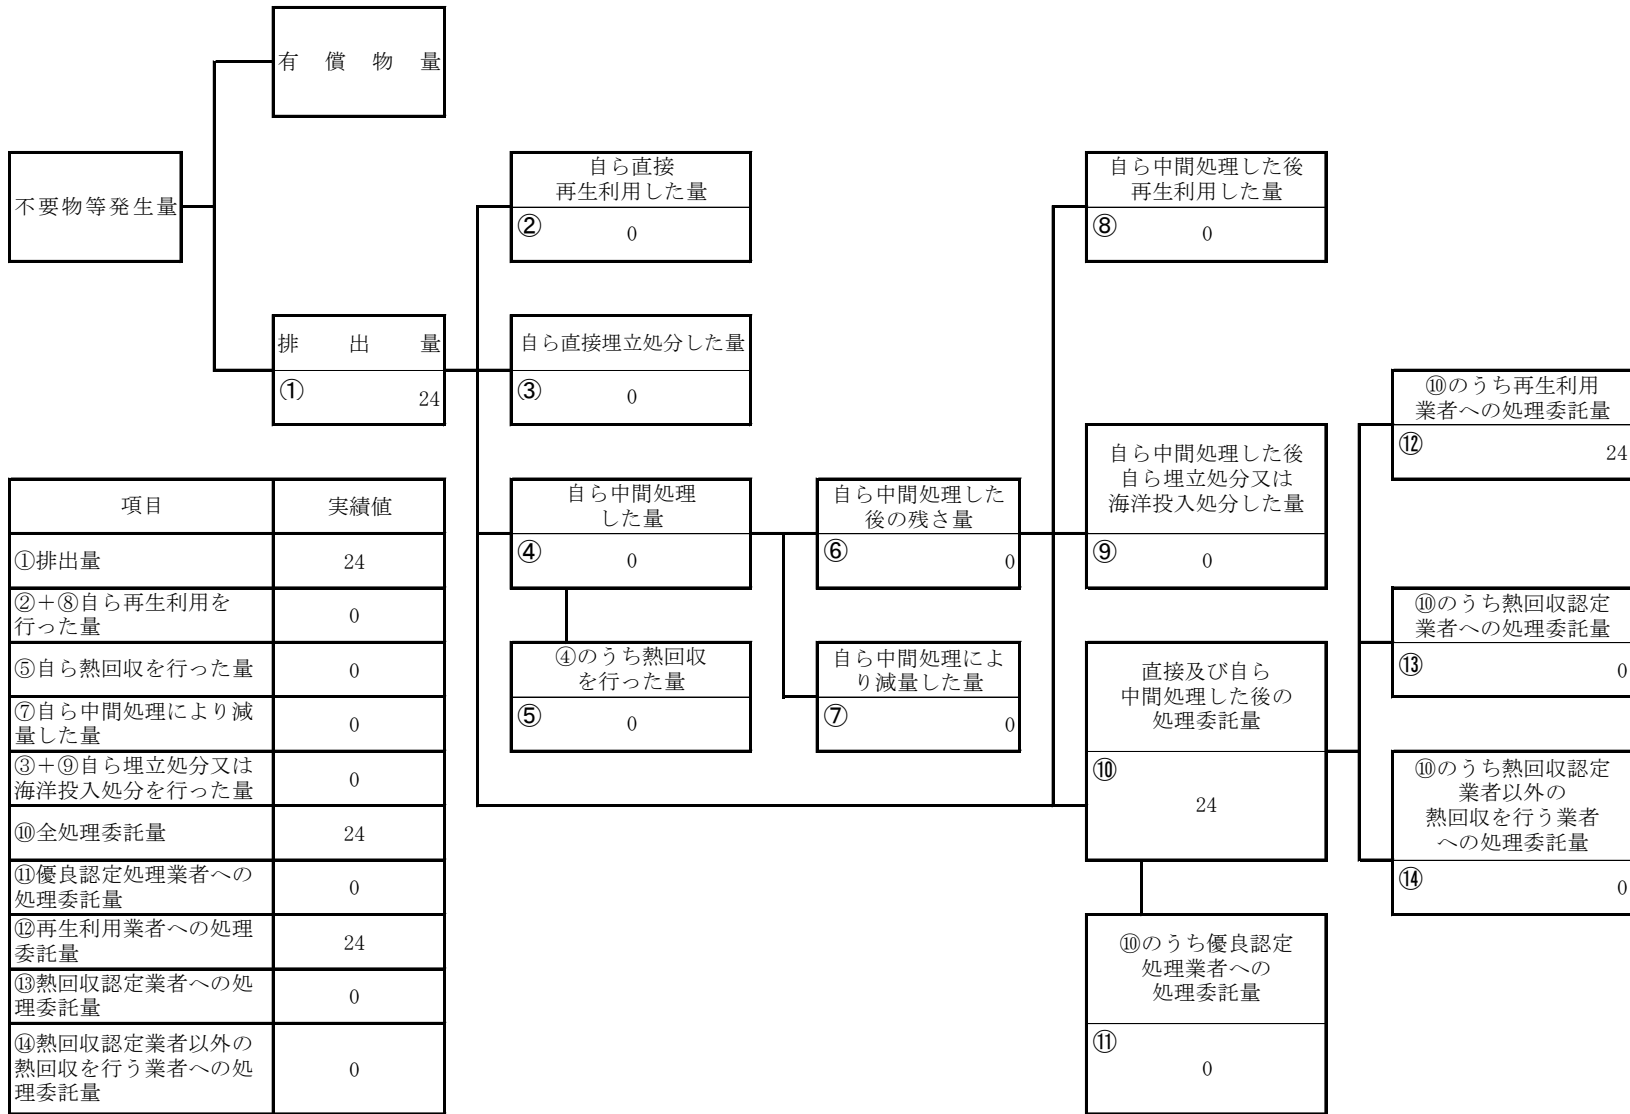 有償物量
不要物等発生量
排出量
①
24
自ら直接
再生利用した量
②
0
自ら直接埋立処分した量
③
0
自ら中間処理
した量
④
0
④のうち熱回収
を行った量
⑤
0
自ら中間処理した
後の残さ量
⑥
0
自ら中間処理によ
り減量した量
⑦
0
自ら中間処理した後
再生利用した量
⑧
0
自ら中間処理した後
自ら埋立処分又は
海洋投入処分した量
⑨
0
直接及び自ら
中間処理した後の
処理委託量
⑩
24
⑩のうち優良認定
処理業者への
処理委託量
⑪
0
⑩のうち再生利用
業者への処理委託量
⑫
24
⑩のうち熱回収認定
業者への処理委託量
⑬
0
⑩のうち熱回収認定
業者以外の
熱回収を行う業者
への処理委託量
⑭
0
項目 実績値
①排出量 24
②+⑧自ら再生利用を
行った量 0
⑤自ら熱回収を行った量 0
⑦自ら中間処理により減
量した量 0
③+⑨自ら埋立処分又は
海洋投入処分を行った量 0
⑩全処理委託量 24
⑪優良認定処理業者への
処理委託量 0
⑫再生利用業者への処理
委託量 24
⑬熱回収認定業者への処
理委託量 0
⑭熱回収認定業者以外の
熱回収を行う業者への処
理委託量 0